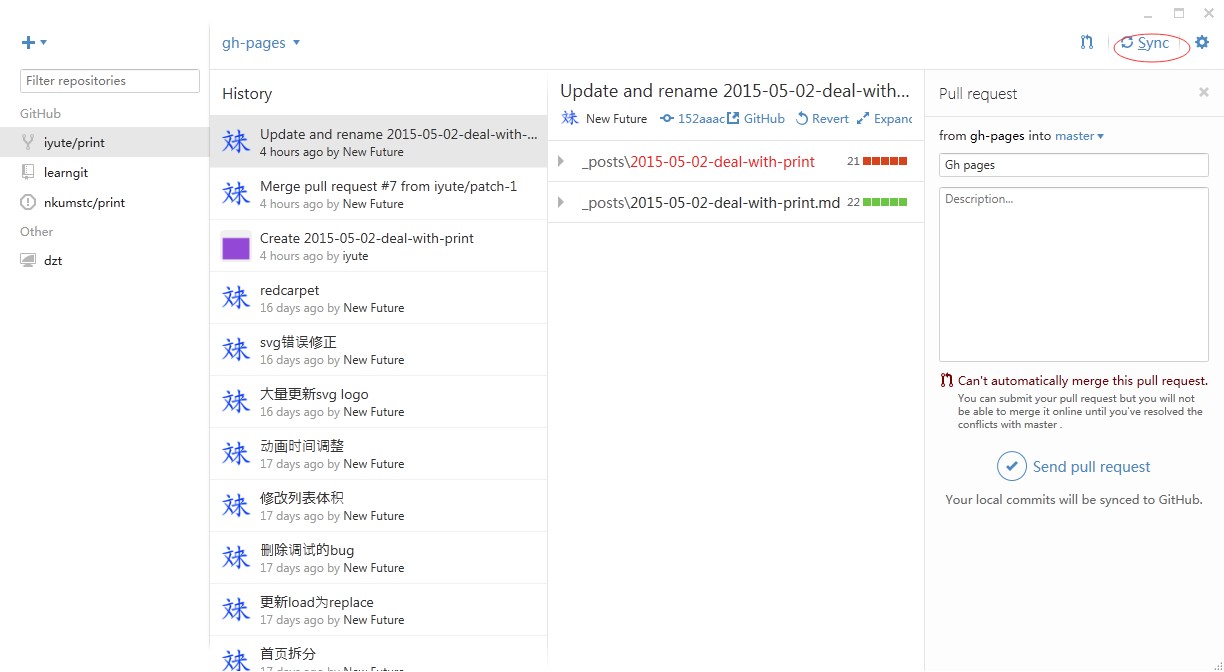 gh-pages
Sync
Filter repositories
GitHub
iyute/print
learngit
nkumstc/print
Other
dzt
History
Update and rename 2015-05-02-deal-with-...
4 hours ago by New Future
Merge pull request #7 from iyute/patch-1
4 hours ago by New Future
Create 2015-05-02-deal-with-print
4 hours ago by iyute
redcarpet
16 days ago by New Future
svg错误修正
16 days ago by New Future
大量更新svg logo
16 days ago by New Future
动画时间调整
17 days ago by New Future
修改列表体积
17 days ago by New Future
删除调试的bug
17 days ago by New Future
更新load为replace
17 days ago by New Future
首页拆分
17 days ago by New Future
Update and rename 2015-05-02-deal-with...
New Future 152aaac GitHub Revert Expand
_posts\2015-05-02-deal-with-print 21
_posts\2015-05-02-deal-with-print.md 22
Pull request
from gh-pages into master
Gh pages
Description...
Can't automatically merge this pull request.
You can submit your pull request but you will not
be able to merge it online until you've resolved the
conflicts with master .
Send pull request
Your local commits will be synced to GitHub.